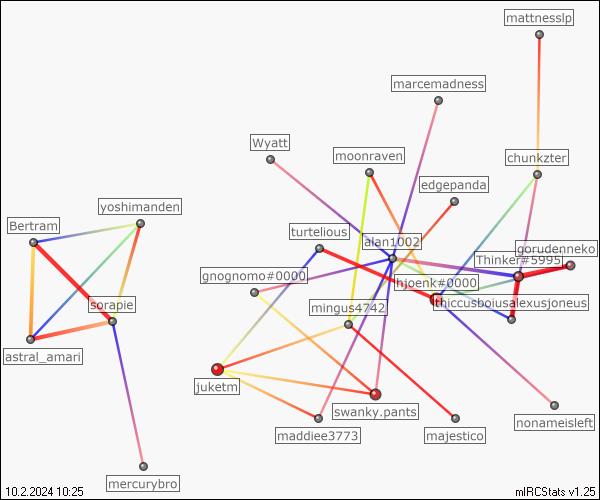 mattnesslp
marcemadness
Wyatt
moonraven
chunkzter
edgepanda
yoshimanden
Bertram
turtelious
alan1002
gorudenneko
Thinker#5995
gnognomo#0000
hjoenk#0000
sorapie
mingus4742
thiccusboiusalexusjoneus
astral_amari
juketm
swanky.pants
maddiee3773
majestico
nonameisleft
mercurybro
10.2.2024 10:25
mIRCStats v1.25